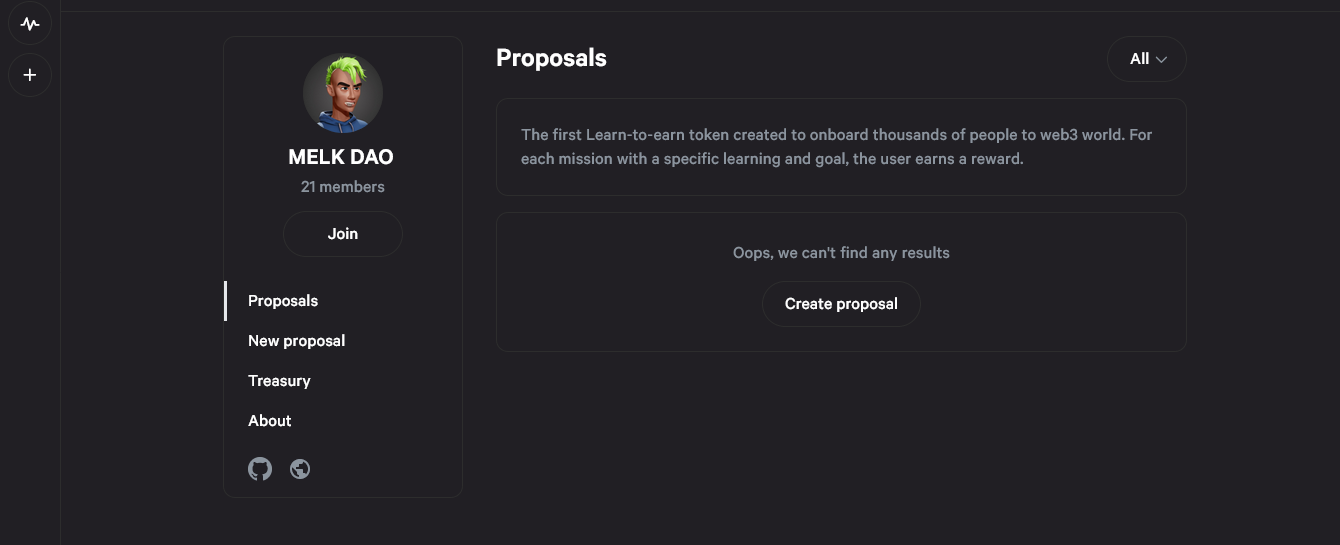 MELK DAO
21 members
Join
Proposals
New proposal
Treasury
About
Proposals
All
The first Learn-to-earn token created to onboard thousands of people to web3 world. For
each mission with a specific learning and goal, the user earns a reward.
Oops, we can't find any results
Create proposal